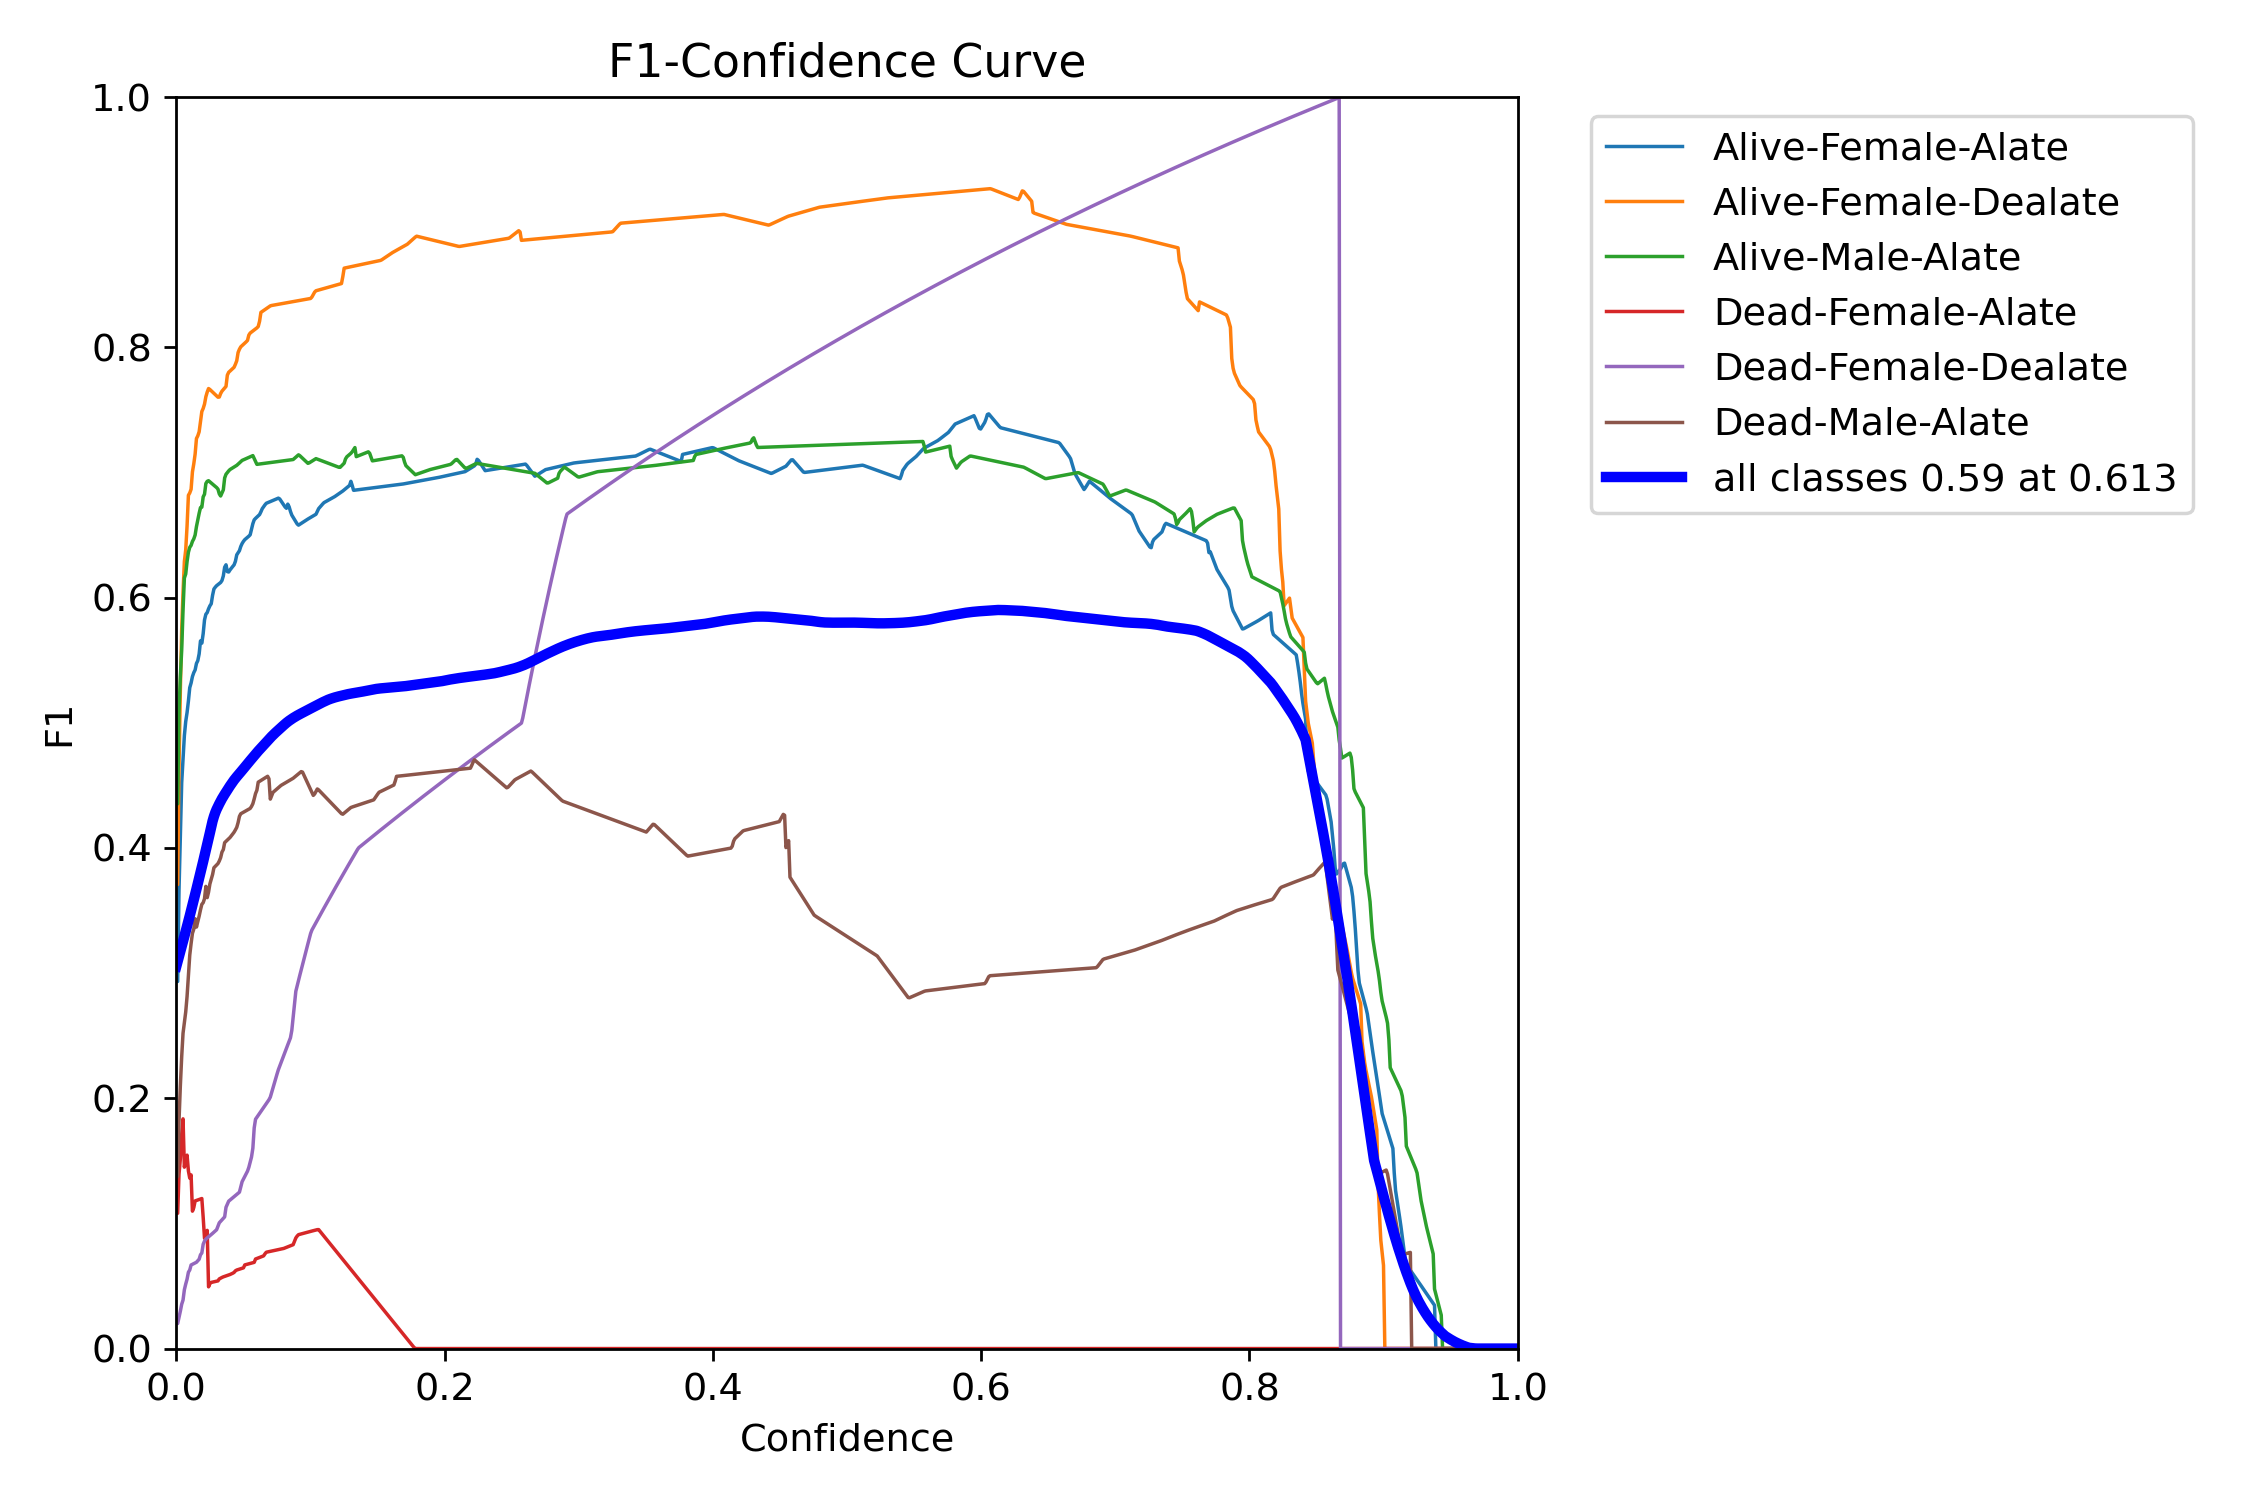 F1-Confidence Curve
1.0
0.8
0.6
0.4
0.2
0.0
F1
0.0 0.2 0.4 0.6 0.8 1.0
Confidence
Alive-Female-Alate
Alive-Female-Dealate
Alive-Male-Alate
Dead-Female-Alate
Dead-Female-Dealate
Dead-Male-Alate
all classes 0.59 at 0.613